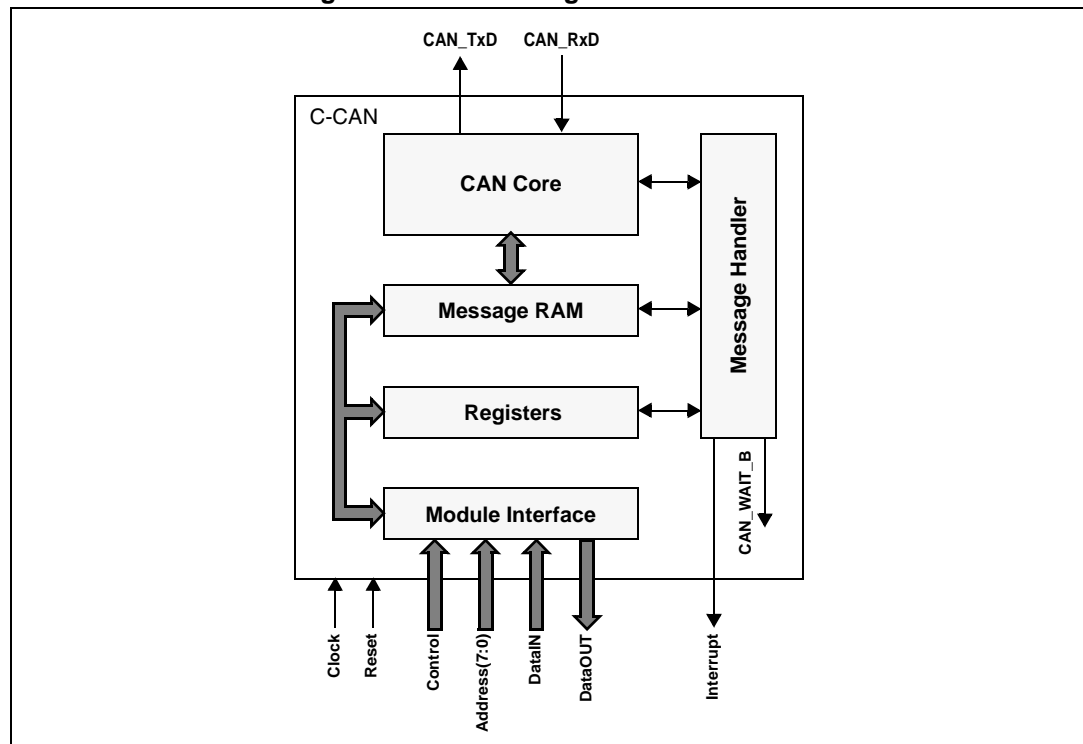 CAN_TxD
CAN_RxD
C-CAN
CAN Core
Message Handler
Message RAM
Registers
Module Interface
CAN_WAIT_B
Clock
Reset
Control
Address(7:0)
DataIN
DataOUT
Interrupt